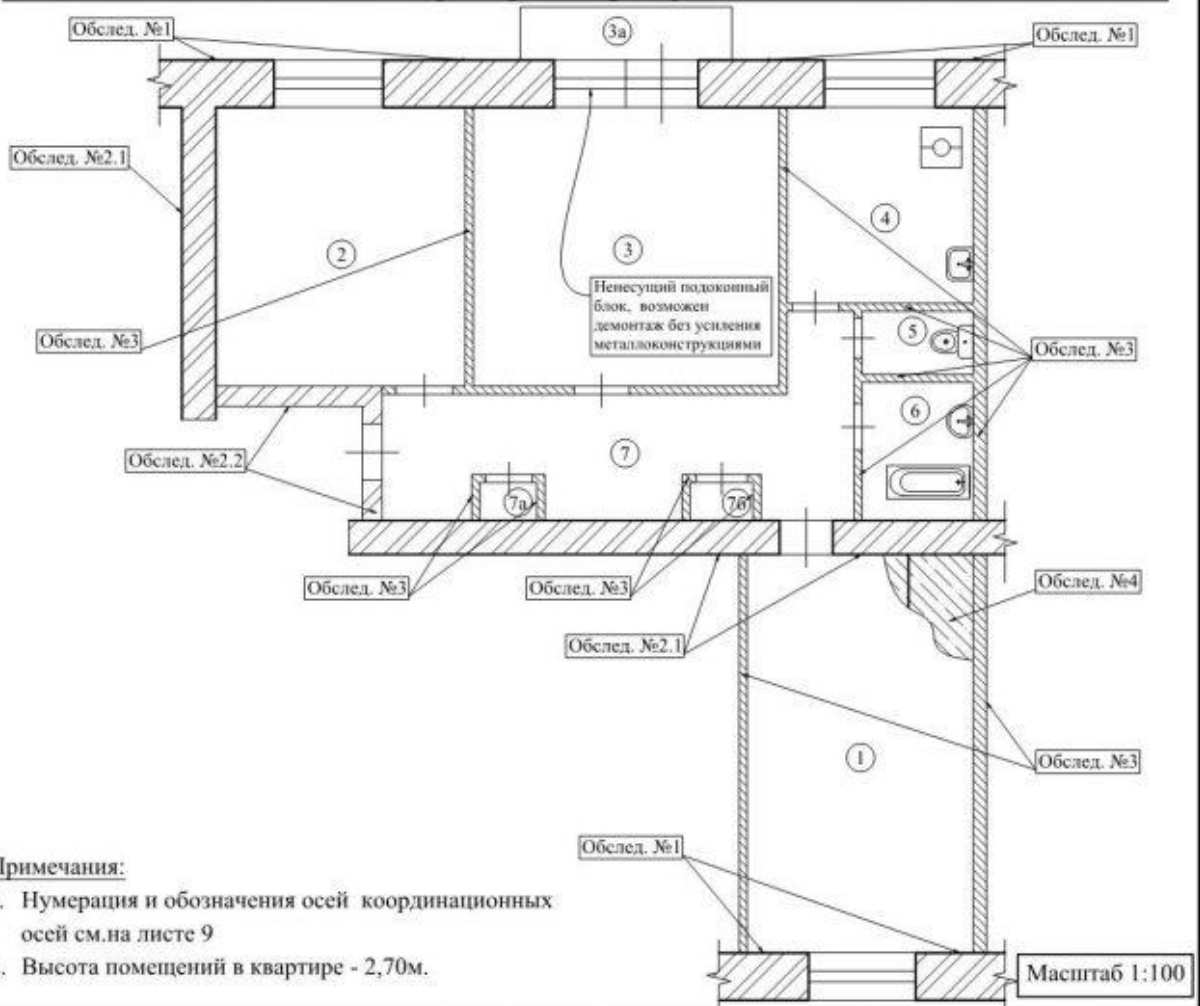 3а
Обслед. №1
Обслед. №1
Обслед. №2.1
4
2
3
Ненесущий подоконный
блок, возможен
демонтаж без усиления
металлоконструкциями
5
Обслед. №3
Обслед. №3
6
7
Обслед. №2.2
7а
7б
Обслед. №3
Обслед. №3
Обслед. №4
Обслед. №2.1
1
Обслед. №3
Обслед. №1
Примечания:
. Нумерация и обозначения осей координационных
осей см.на листе 9
. Высота помещений в квартире - 2,70м.
Масштаб 1:100